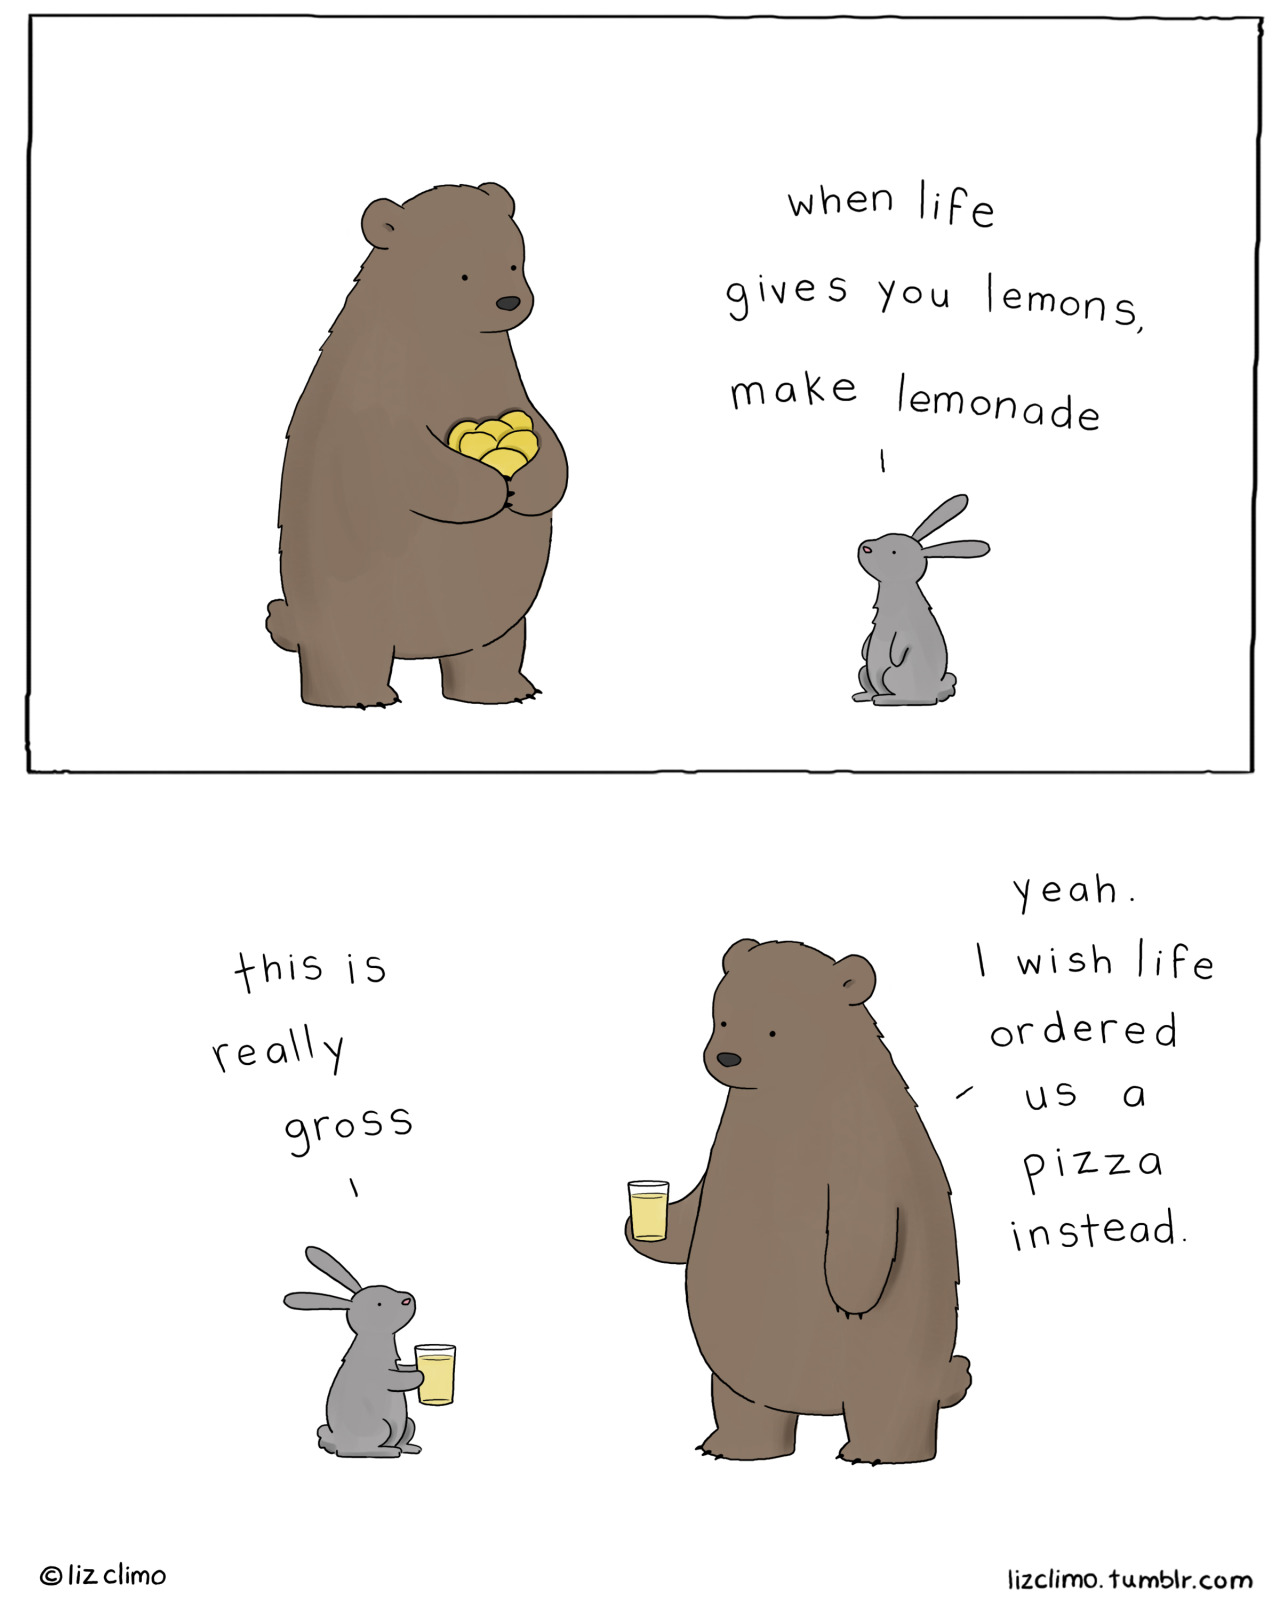 when life
gives you lemons,
make lemonade
this is
really
gross
yeah.
I wish life
ordered
us a
pizza
instead.
© liz climo
lizclimo.tumblr.com